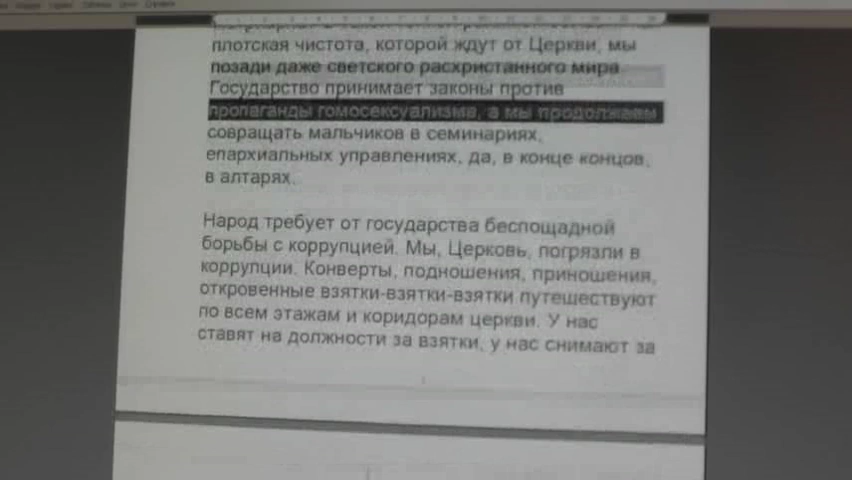 плотская чистота, которой ждут от Церкви, мы
позади даже светского расхристанного мира
Государство принимает законы против
пропаганды гомосексуализма, а мы продолжаем
совращать мальчиков в семинариях,
епархиальных управлениях, да, в конце концов,
в алтарях.
Народ требует от государства беспощадной
борьбы с коррупцией. Мы, Церковь, погрязли в
коррупции. Конверты, подношения, приношения,
откровенные взятки-взятки-взятки путешествуют
по всем этажам и коридорам церкви. У нас
ставят на должности за взятки, у нас снимают за